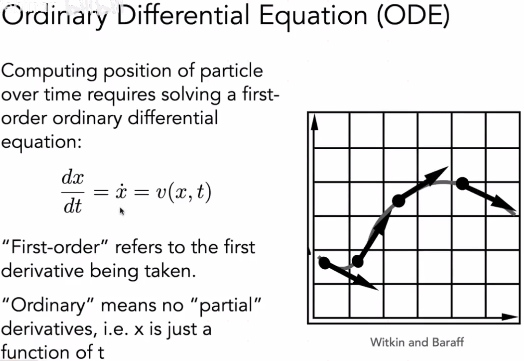 Ordinary Differential Equation (ODE)
Computing position of particle
over time requires solving a first-
order ordinary differential
equation:
dx/dt = ẋ = v(x, t)
“First-order” refers to the first
derivative being taken.
“Ordinary” means no “partial”
derivatives, i.e. x is just a
function of t
Witkin and Baraff